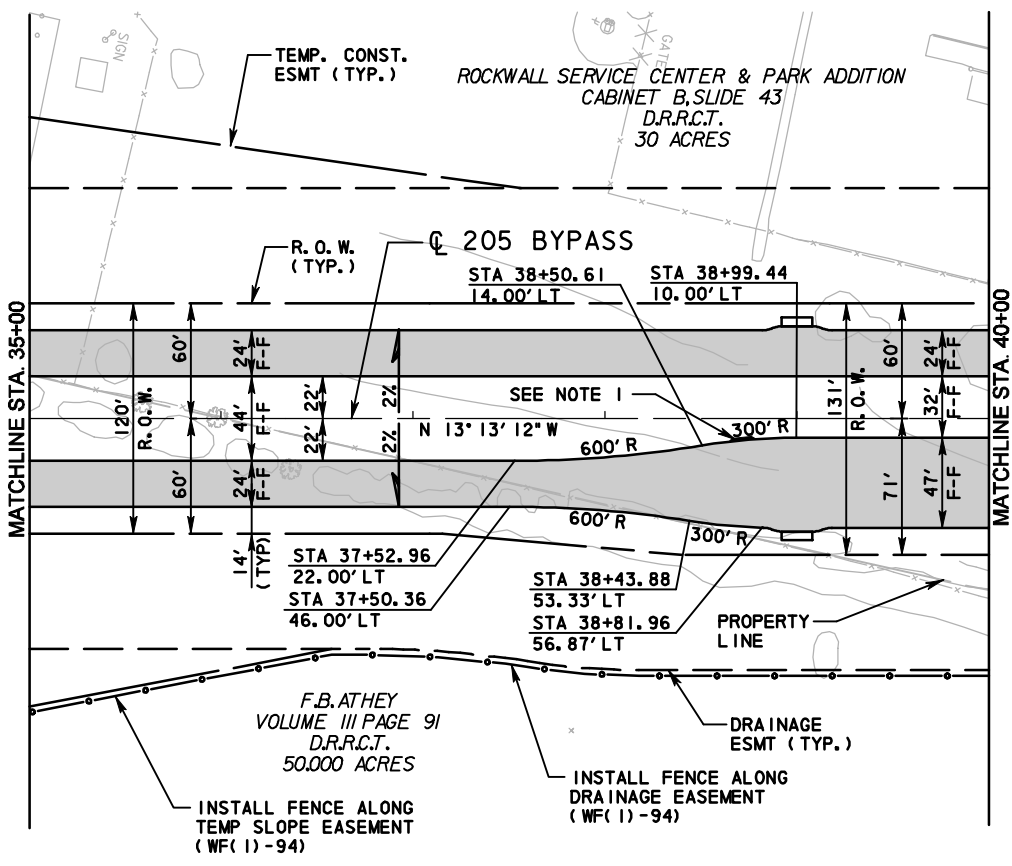 TEMP. CONST.
ESMT (TYP.)
SIGN
GATE
ROCKWALL SERVICE CENTER & PARK ADDITION
CABINET B, SLIDE 43
D.R.R.C.T.
30 ACRES
R.O.W.
(TYP.)
℄ 205 BYPASS
STA 38+50.61
14.00' LT
STA 38+99.44
10.00' LT
MATCHLINE STA. 35+00
MATCHLINE STA. 40+00
120'
R.O.W.
60'
60'
24'
F-F
44'
F-F
24'
F-F
22'
22'
2%
2%
14'
(TYP)
SEE NOTE 1
N 13° 13' 12" W
600' R
300' R
600' R
300' R
131'
R.O.W.
60'
71'
24'
F-F
32'
F-F
47'
F-F
STA 37+52.96
22.00' LT
STA 37+50.36
46.00' LT
STA 38+43.88
53.33' LT
STA 38+81.96
56.87' LT
PROPERTY
LINE
F.B. ATHEY
VOLUME 111 PAGE 91
D.R.R.C.T.
50.000 ACRES
DRAINAGE
ESMT (TYP.)
INSTALL FENCE ALONG
DRAINAGE EASEMENT
(WF(1)-94)
INSTALL FENCE ALONG
TEMP SLOPE EASEMENT
(WF(1)-94)